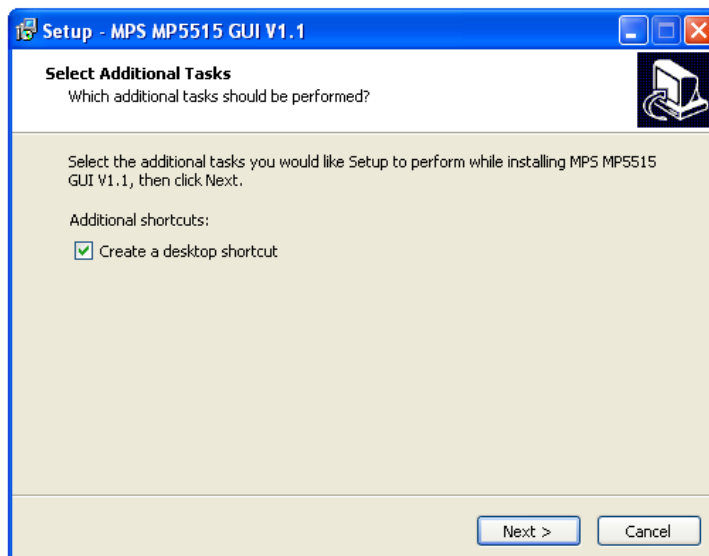 Setup - MPS MP5515 GUI V1.1
Select Additional Tasks
Which additional tasks should be performed?
Select the additional tasks you would like Setup to perform while installing MPS MP5515
GUI V1.1, then click Next.
Additional shortcuts:
Create a desktop shortcut
Next >
Cancel